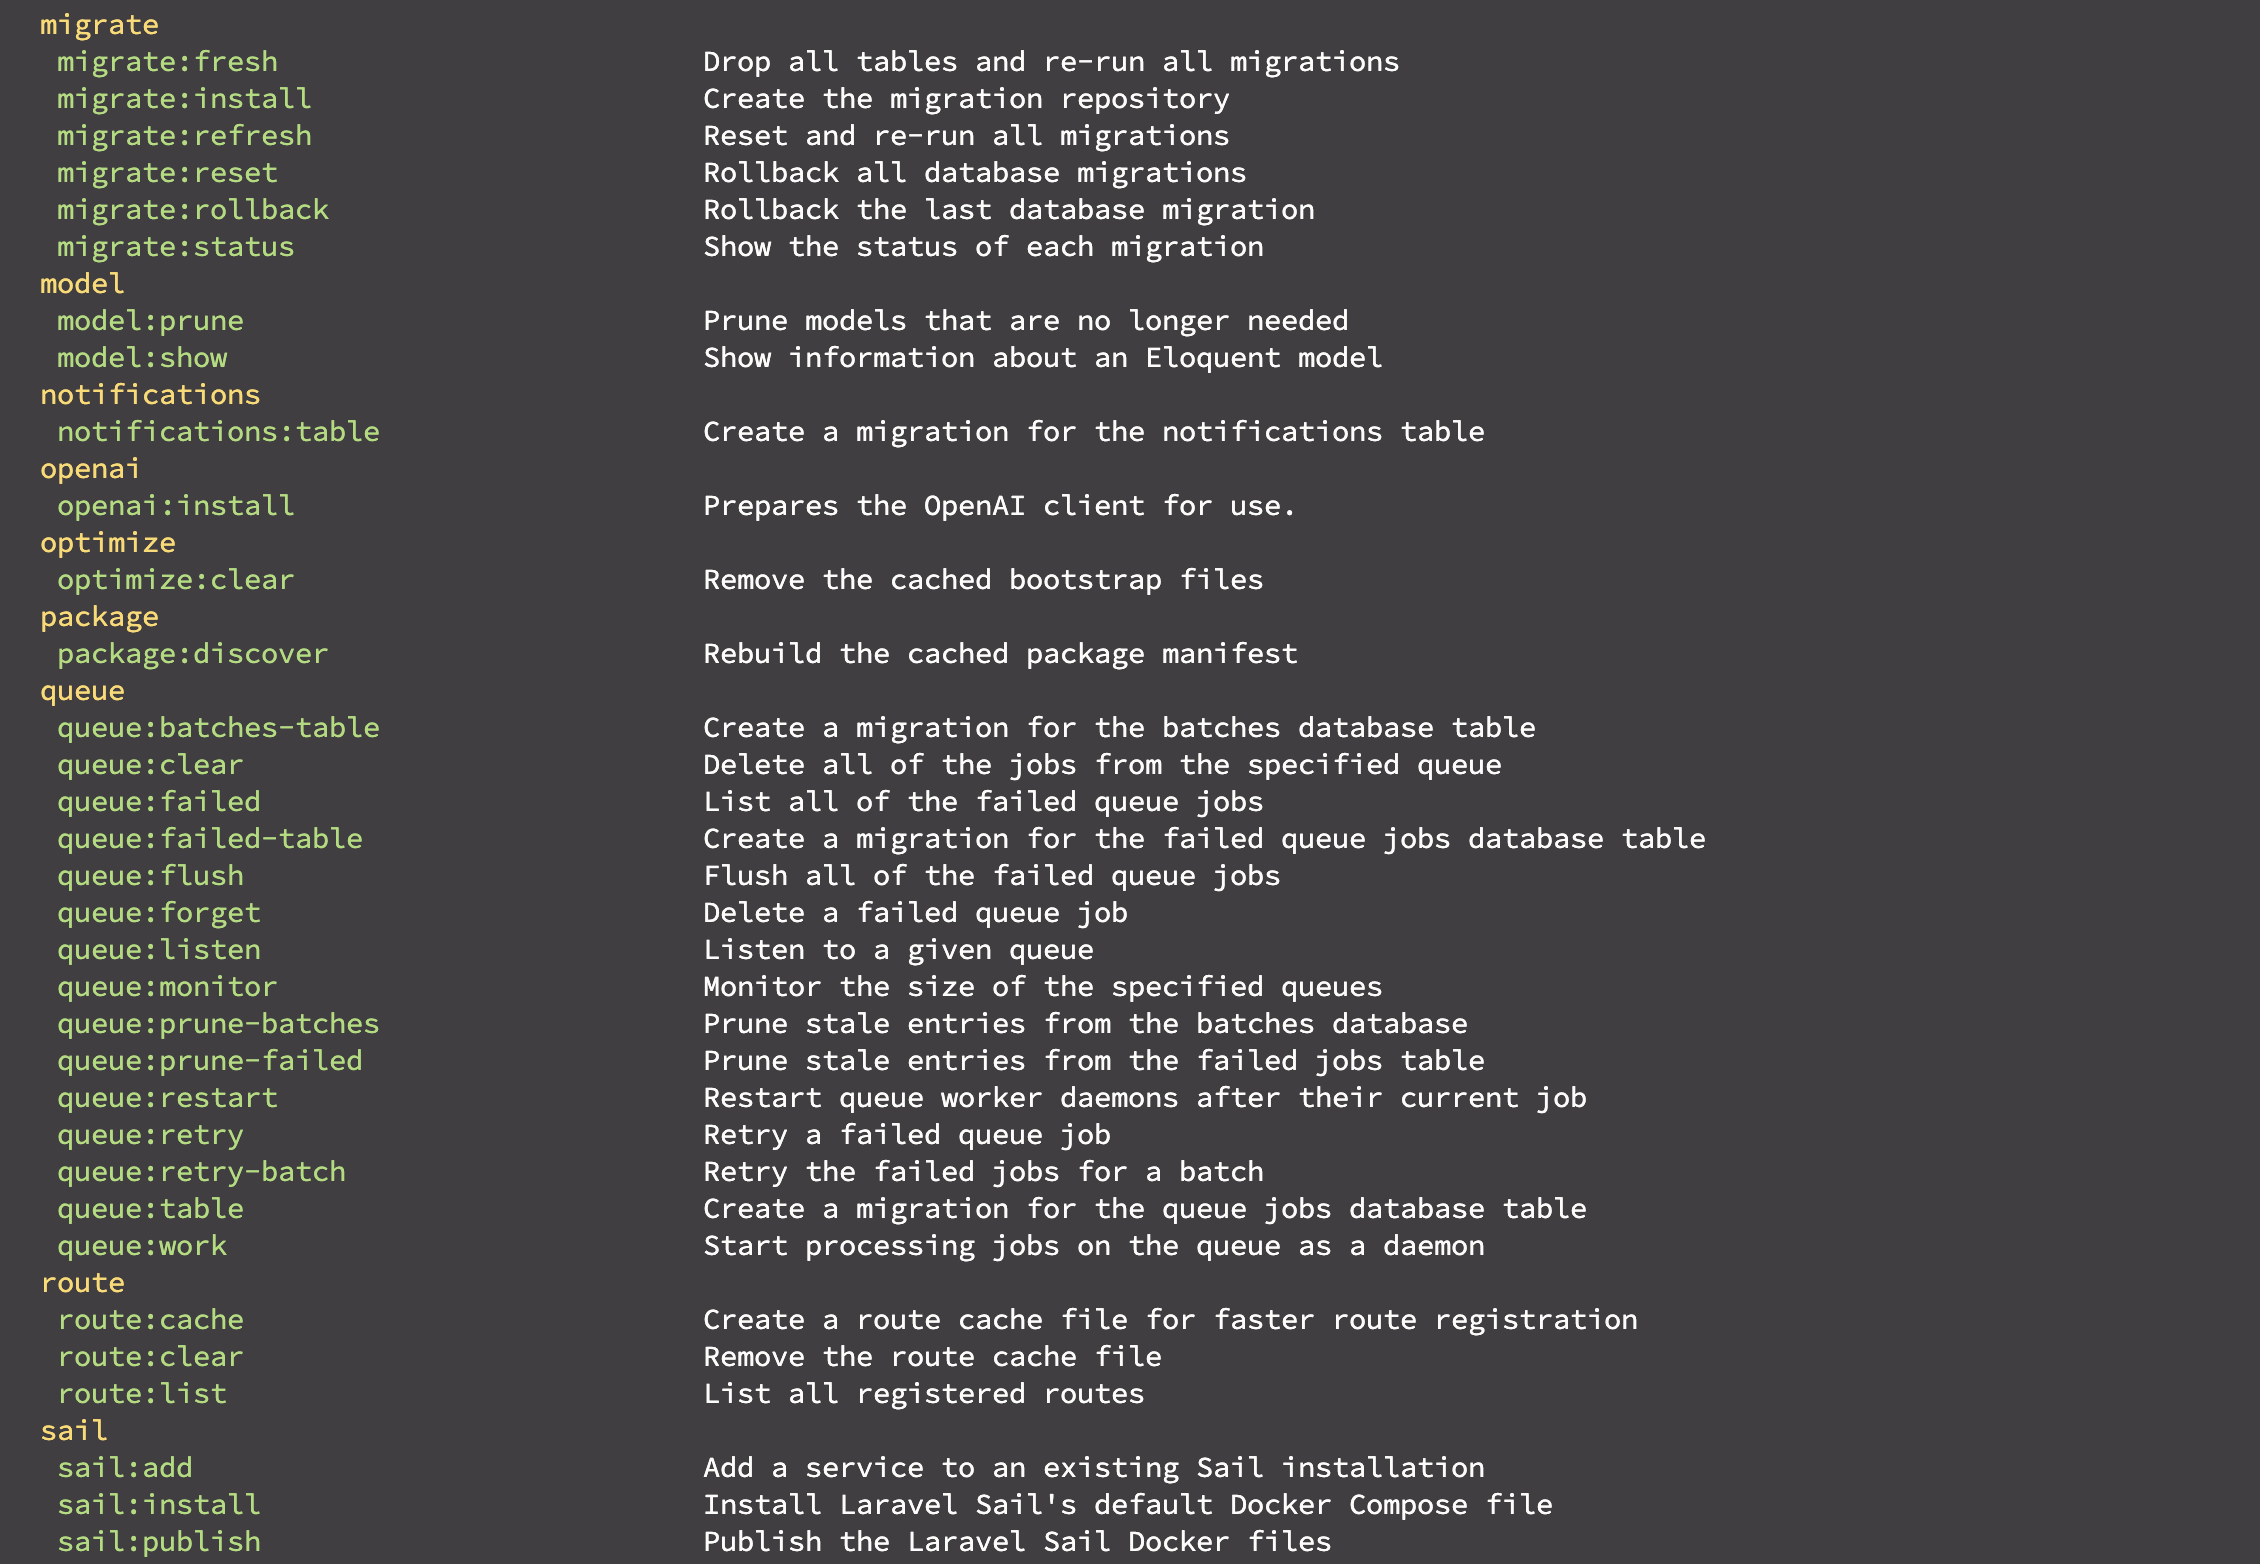 migrate
migrate:fresh Drop all tables and re-run all migrations
migrate:install Create the migration repository
migrate:refresh Reset and re-run all migrations
migrate:reset Rollback all database migrations
migrate:rollback Rollback the last database migration
migrate:status Show the status of each migration
model
model:prune Prune models that are no longer needed
model:show Show information about an Eloquent model
notifications
notifications:table Create a migration for the notifications table
openai
openai:install Prepares the OpenAI client for use.
optimize
optimize:clear Remove the cached bootstrap files
package
package:discover Rebuild the cached package manifest
queue
queue:batches-table Create a migration for the batches database table
queue:clear Delete all of the jobs from the specified queue
queue:failed List all of the failed queue jobs
queue:failed-table Create a migration for the failed queue jobs database table
queue:flush Flush all of the failed queue jobs
queue:forget Delete a failed queue job
queue:listen Listen to a given queue
queue:monitor Monitor the size of the specified queues
queue:prune-batches Prune stale entries from the batches database
queue:prune-failed Prune stale entries from the failed jobs table
queue:restart Restart queue worker daemons after their current job
queue:retry Retry a failed queue job
queue:retry-batch Retry the failed jobs for a batch
queue:table Create a migration for the queue jobs database table
queue:work Start processing jobs on the queue as a daemon
route
route:cache Create a route cache file for faster route registration
route:clear Remove the route cache file
route:list List all registered routes
sail
sail:add Add a service to an existing Sail installation
sail:install Install Laravel Sail's default Docker Compose file
sail:publish Publish the Laravel Sail Docker files